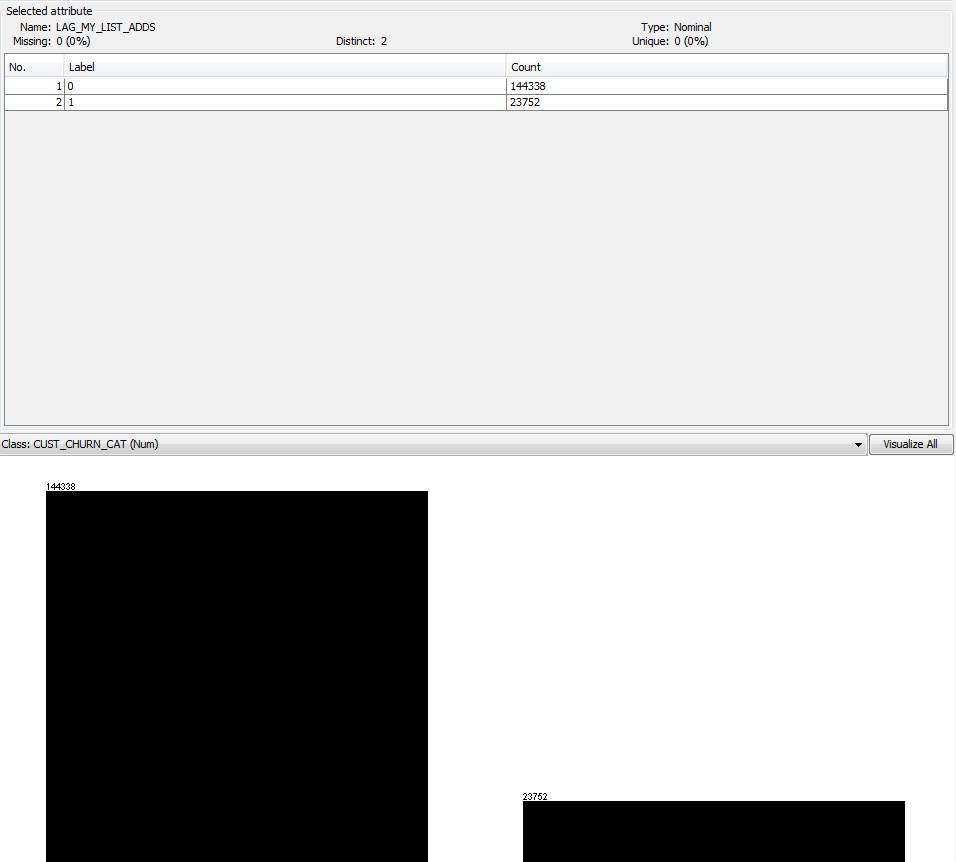 Selected attribute
Name: LAG_MY_LIST_ADDS Type: Nominal
Missing: 0 (0%) Distinct: 2 Unique: 0 (0%)
No. Label Count
1 0 144338
2 1 23752
Class: CUST_CHURN_CAT (Num) Visualize All
144338
23752